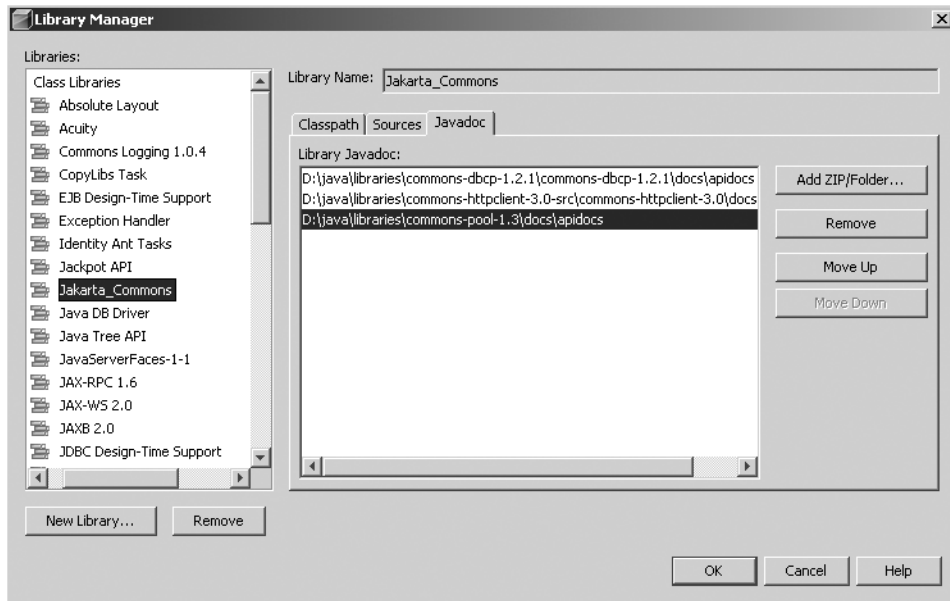 Library Manager
Libraries:
Class Libraries
Absolute Layout
Acuity
Commons Logging 1.0.4
CopyLibs Task
EJB Design-Time Support
Exception Handler
Identity Ant Tasks
Jackpot API
Jakarta_Commons
Java DB Driver
Java Tree API
JavaServerFaces-1-1
JAX-RPC 1.6
JAX-WS 2.0
JAXB 2.0
JDBC Design-Time Support
New Library...
Remove
Library Name: Jakarta_Commons
Classpath Sources Javadoc
Library Javadoc:
D:\java\libraries\commons-dbcp-1.2.1\commons-dbcp-1.2.1\docs\apidocs
D:\java\libraries\commons-httpclient-3.0-src\commons-httpclient-3.0\docs
D:\java\libraries\commons-pool-1.3\docs\apidocs
Add ZIP/Folder...
Remove
Move Up
Move Down
OK
Cancel
Help